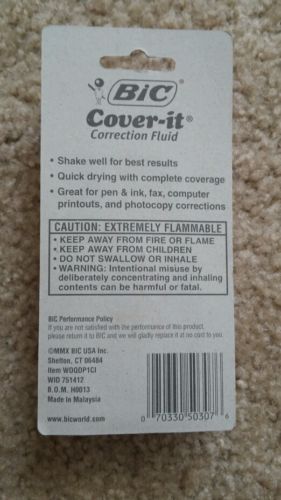 BiC®
Cover-it®
Correction Fluid
• Shake well for best results
• Quick drying with complete coverage
• Great for pen & ink, fax, computer
printouts, and photocopy corrections
CAUTION: EXTREMELY FLAMMABLE
• KEEP AWAY FROM FIRE OR FLAME
• KEEP AWAY FROM CHILDREN
• DO NOT SWALLOW OR INHALE
• WARNING: Intentional misuse by
deliberately concentrating and inhaling
contents can be harmful or fatal.
BIC Performance Policy
If you are not satisfied with the performance of this product,
please return it to BIC and we will gladly replace it at no cost to you.
©MMX BIC USA Inc.
Shelton, CT 06484
Item WOQDP1CI
WID 751412
B.O.M. H0013
Made in Malaysia
www.bicworld.com
0 70330 50307 6